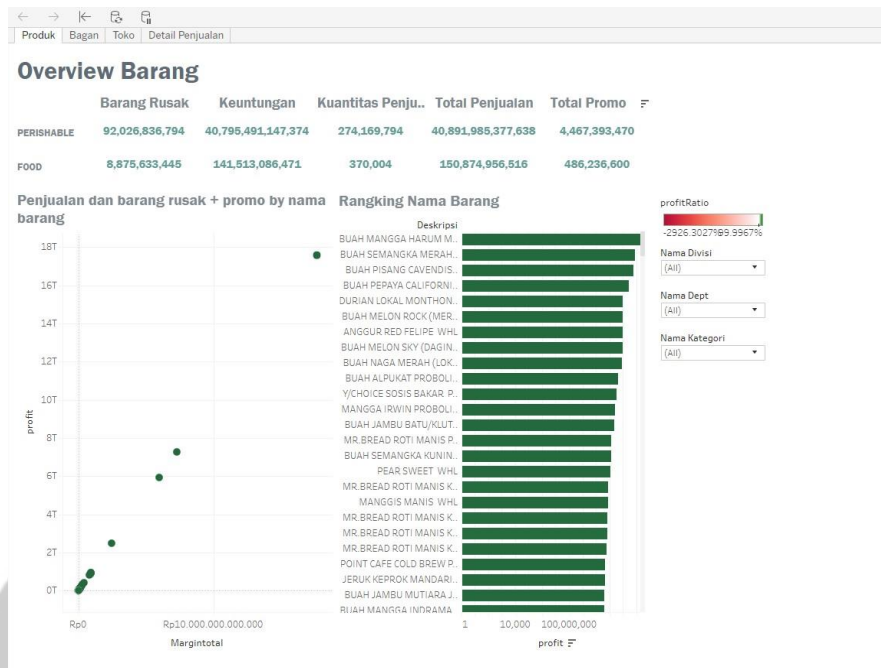 Produk Bagan Toko Detail Penjualan
Overview Barang
Barang Rusak Keuntungan Kuantitas Penju.. Total Penjualan Total Promo
PERISHABLE 92,026,836,794 40,795,491,147,374 274,169,794 40,891,985,377,638 4,467,393,470
FOOD 8,875,633,445 141,513,086,471 370,004 150,874,956,516 486,236,600
Penjualan dan barang rusak + promo by nama
barang
18T
16T
14T
12T
10T
8T
6T
4T
2T
0T
profit
Rp0 Rp10.000.000.000.000
Margintotal
Rangking Nama Barang
Deskripsi
BUAH MANGGA HARUM M..
BUAH SEMANGKA MERAH..
BUAH PISANG CAVENDIS..
BUAH PEPAYA CALIFORNI..
DURIAN LOKAL MONTHON..
BUAH MELON ROCK (MER..
ANGGUR RED FELIPE WHL
BUAH MELON SKY (DAGIN..
BUAH NAGA MERAH (LOK..
BUAH ALPUKAT PROBOLI..
Y/CHOICE SOSIS BAKAR P..
MANGGA IRWIN PROBOLI..
BUAH JAMBU BATU/KLUT..
MR.BREAD ROTI MANIS P..
BUAH SEMANGKA KUNIN..
PEAR SWEET WHL
MR.BREAD ROTI MANIS K..
MANGGIS MANIS WHL
MR.BREAD ROTI MANIS K..
MR.BREAD ROTI MANIS K..
MR.BREAD ROTI MANIS K..
POINT CAFE COLD BREW P..
JERUK KEPROK MANDARI..
BUAH JAMBU MUTIARA J..
BUAH MANGGA INDRAMA..
1 10,000 100,000,000
profit
profitRatio
-2926.3027% 99.9967%
Nama Divisi
(All)
Nama Dept
(All)
Nama Kategori
(All)